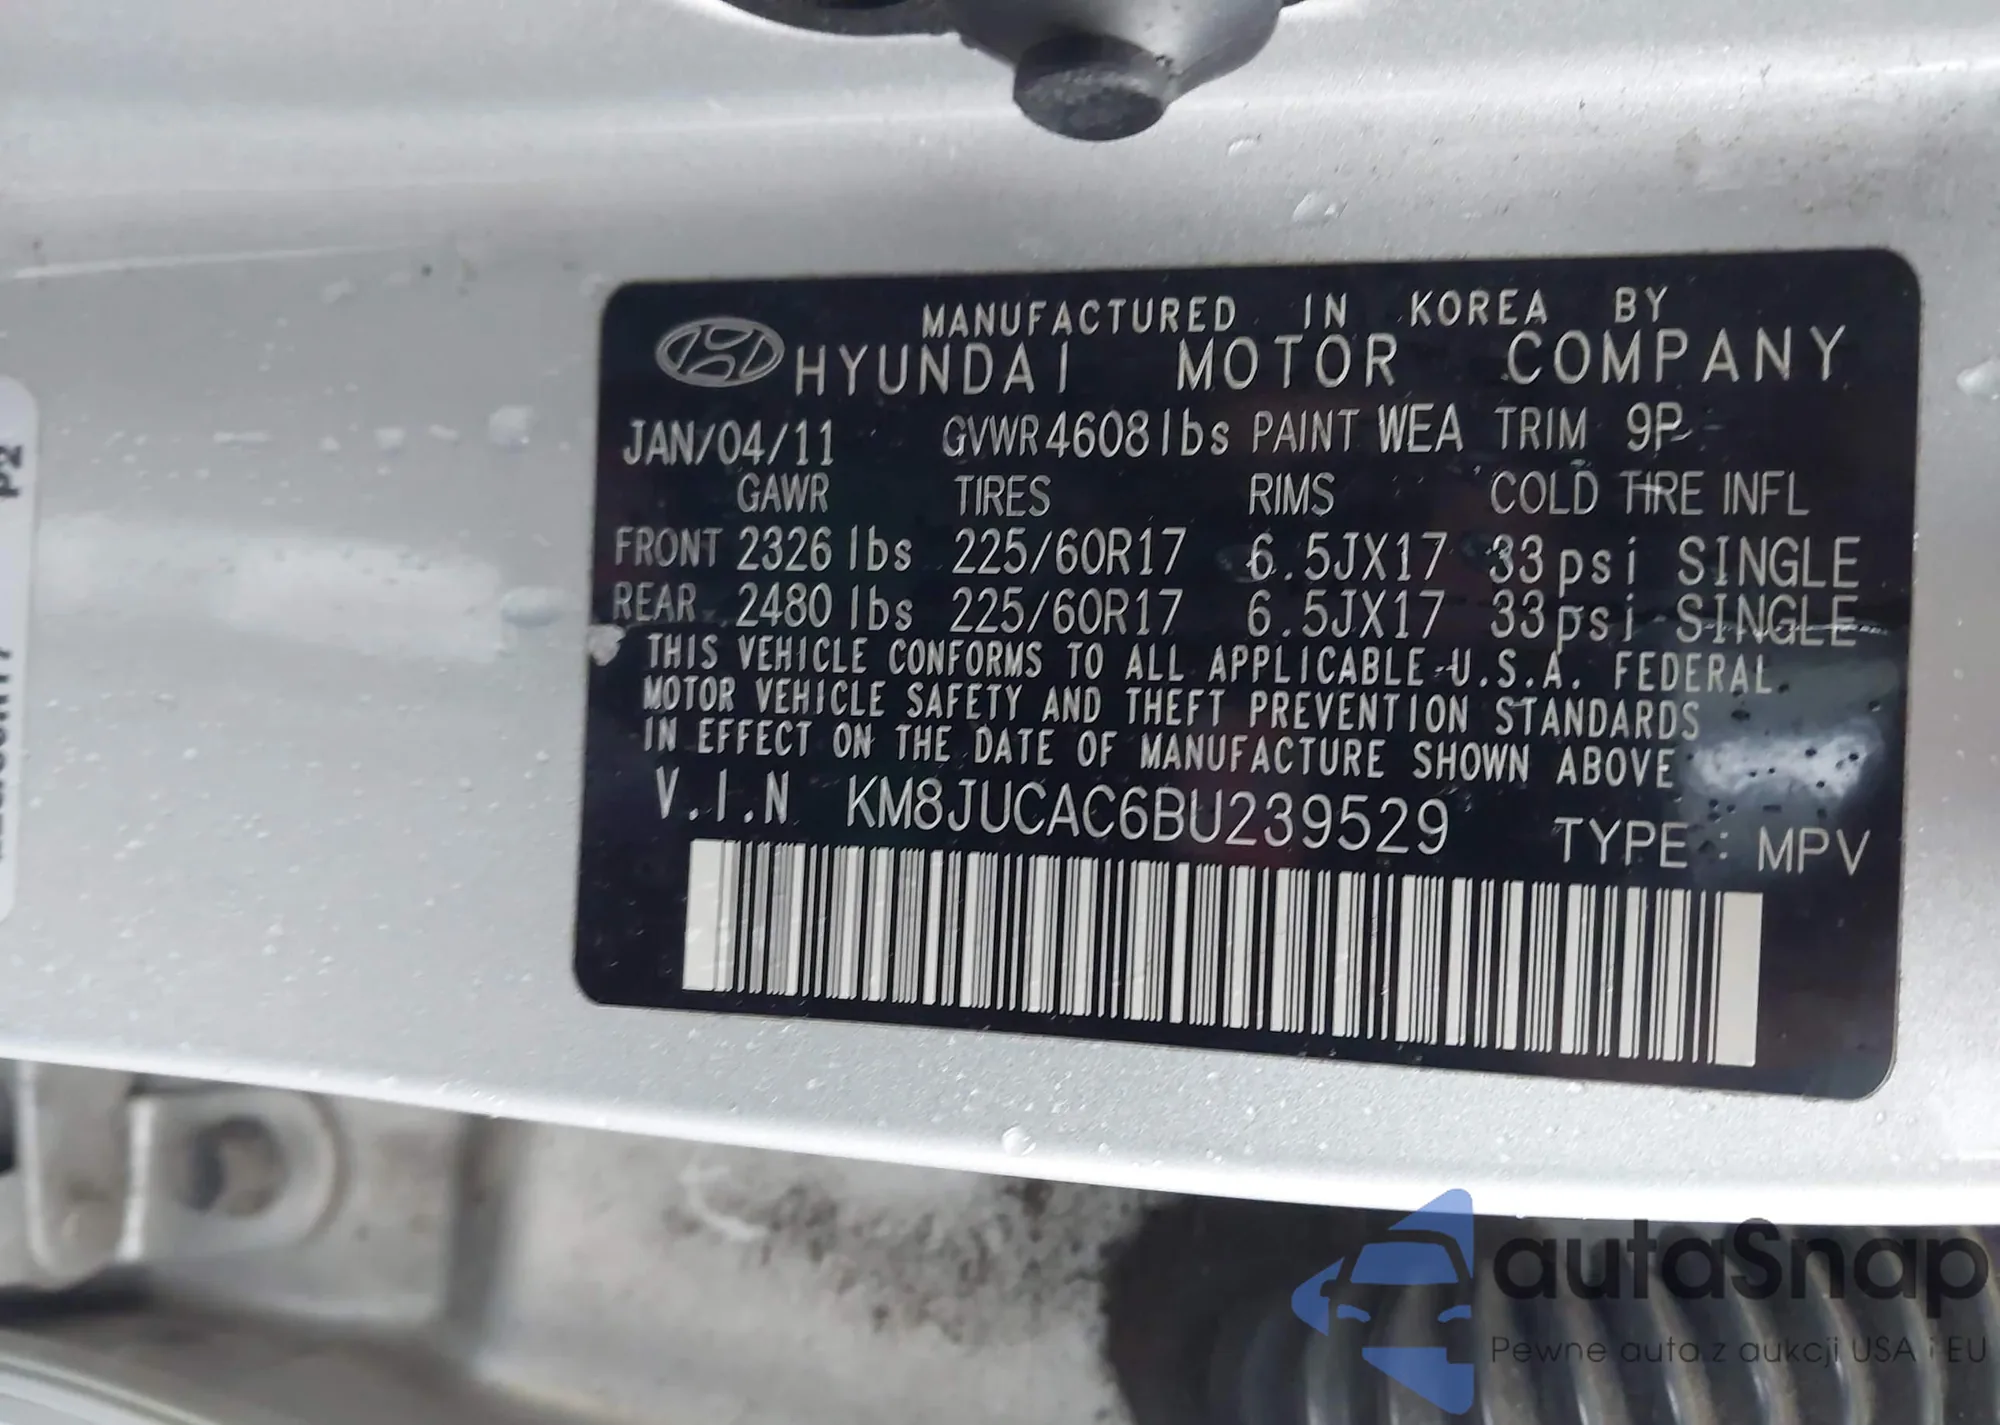 MANUFACTURED IN KOREA BY
HYUNDAI MOTOR COMPANY
JAN/04/11 GVWR 4608 lbs PAINT WEA TRIM 9P
GAWR TIRES RIMS COLD TIRE INFL
FRONT 2326 lbs 225/60R17 6.5JX17 33 psi SINGLE
REAR 2480 lbs 225/60R17 6.5JX17 33 psi SINGLE
THIS VEHICLE CONFORMS TO ALL APPLICABLE U.S.A. FEDERAL
MOTOR VEHICLE SAFETY AND THEFT PREVENTION STANDARDS
IN EFFECT ON THE DATE OF MANUFACTURE SHOWN ABOVE
V.I.N KM8JUCAC6BU239529 TYPE : MPV
P2
autaSnap
Pewne auta z aukcji USA i EU